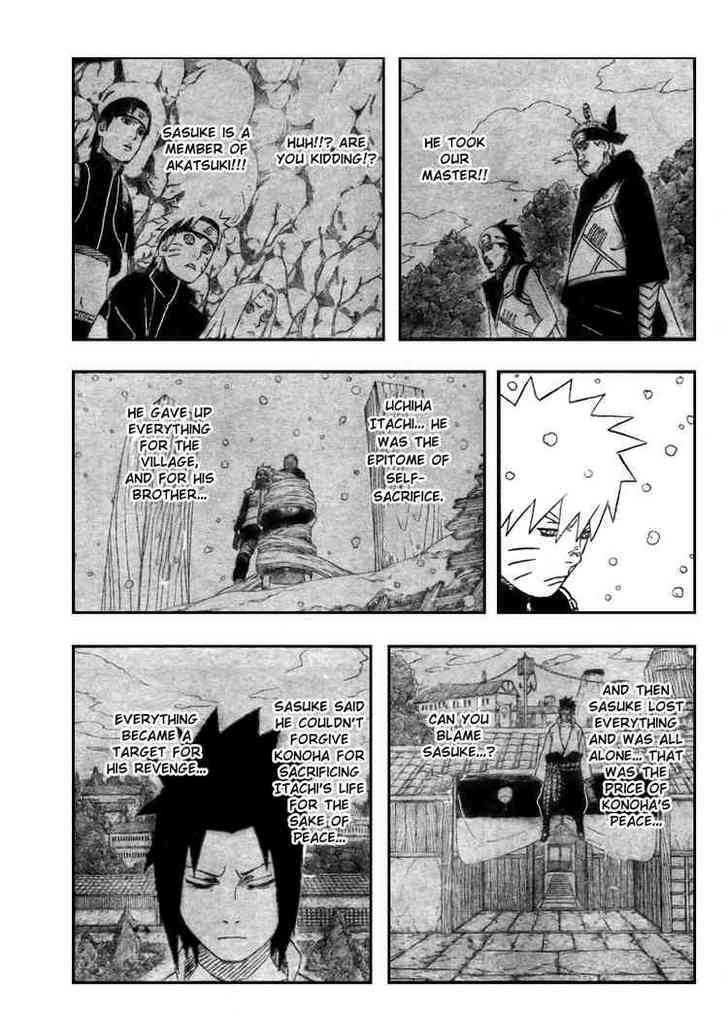 HE TOOK
OUR
MASTER!!
HUH!!? ARE
YOU KIDDING!?
SASUKE IS A
MEMBER OF
AKATSUKI!!!
UCHIHA
ITACHI... HE
WAS THE
EPITOME OF
SELF-
SACRIFICE.
HE GAVE UP
EVERYTHING
FOR THE
VILLAGE,
AND FOR HIS
BROTHER...
AND THEN
SASUKE LOST
EVERYTHING
AND WAS ALL
ALONE... THAT
WAS THE
PRICE OF
KONOHA'S
PEACE...
CAN YOU
BLAME
SASUKE...?
SASUKE SAID
HE COULDN'T
FORGIVE
KONOHA FOR
SACRIFICING
ITACHI'S LIFE
FOR THE
SAKE OF
PEACE...
EVERYTHING
BECAME A
TARGET FOR
HIS REVENGE...